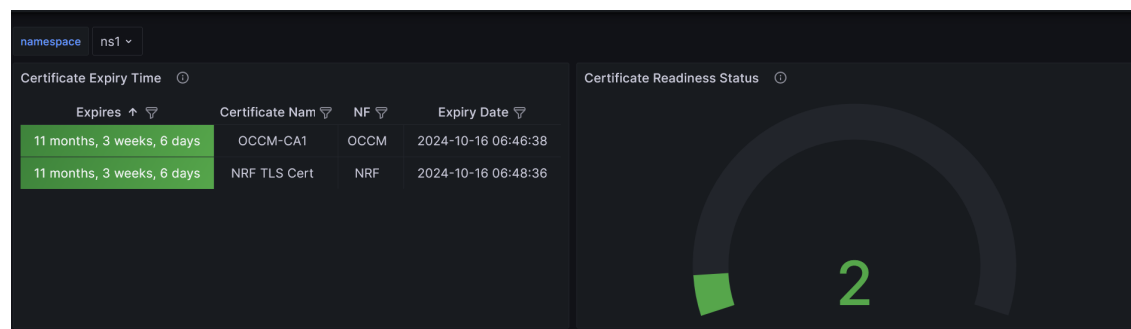 namespace ns1
Certificate Expiry Time
Expires Certificate Nam NF Expiry Date
11 months, 3 weeks, 6 days OCCM-CA1 OCCM 2024-10-16 06:46:38
11 months, 3 weeks, 6 days NRF TLS Cert NRF 2024-10-16 06:48:36
Certificate Readiness Status
2